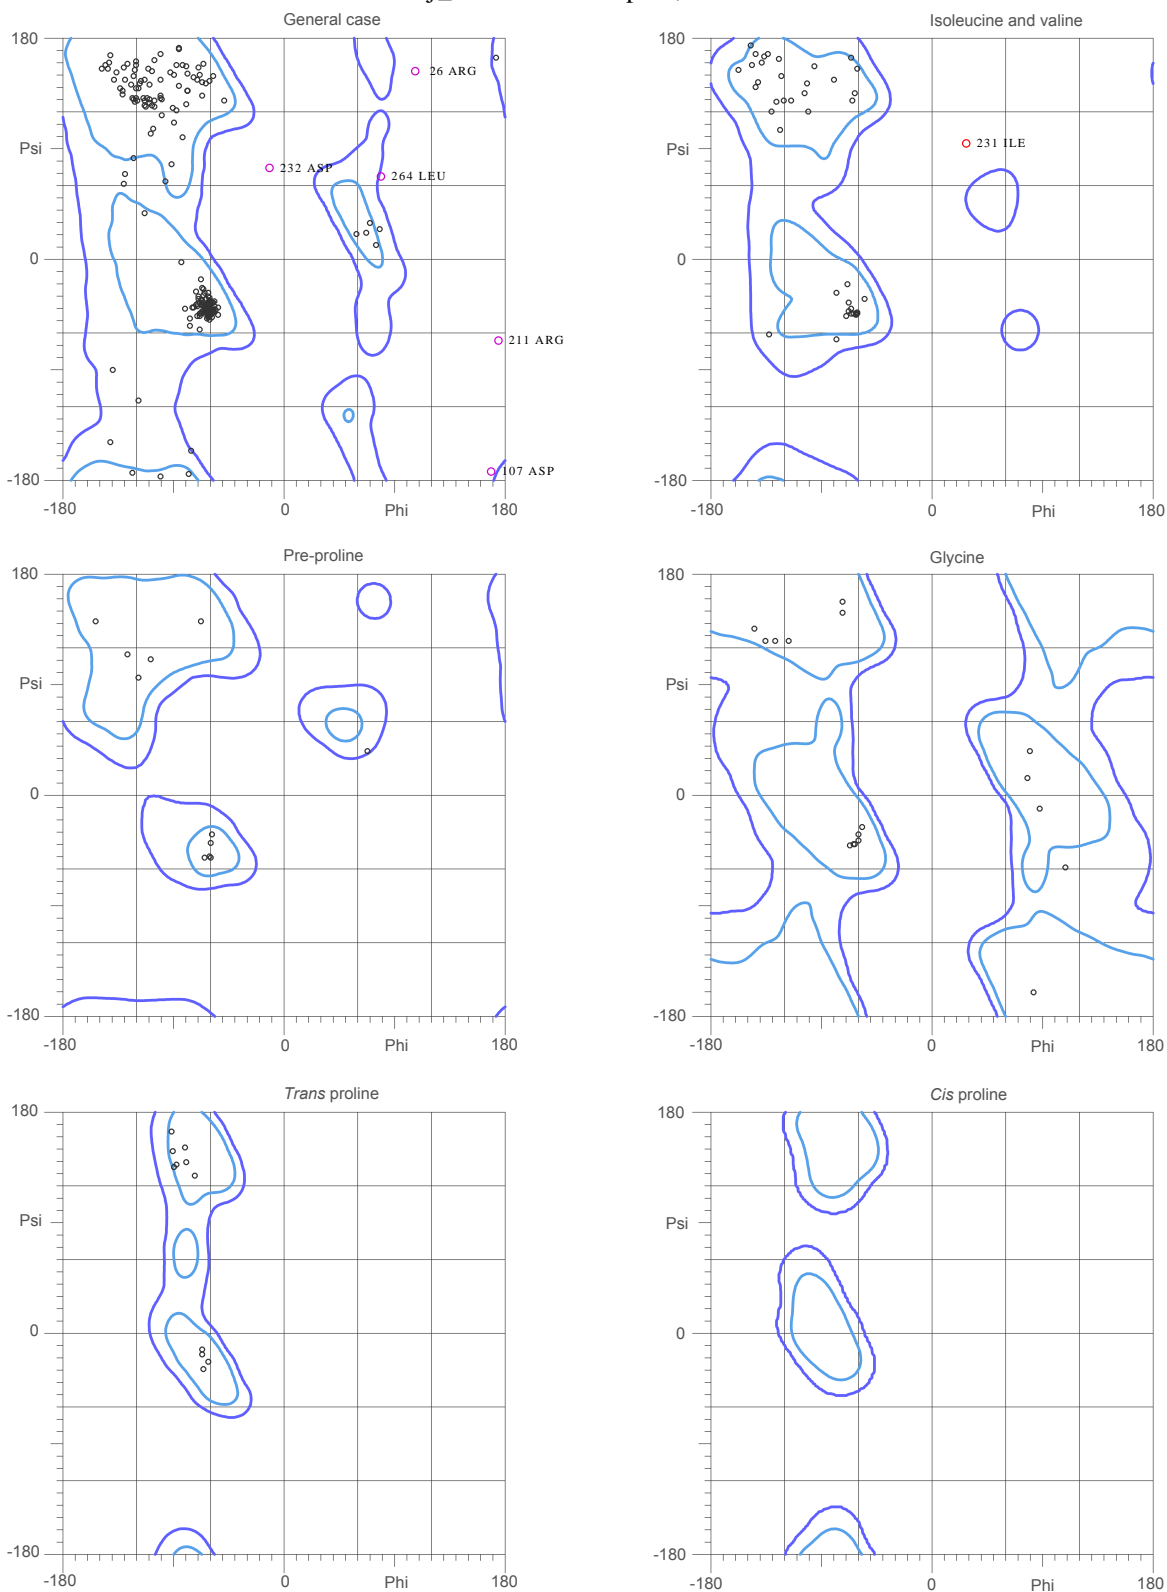 General case
180
26 ARG
Psi
232 ASP
264 LEU
0
211 ARG
107 ASP
-180
-180
0
Phi
180
Isoleucine and valine
180
Psi
231 ILE
0
-180
-180
0
Phi
180
Pre-proline
180
Psi
0
-180
-180
0
Phi
180
Glycine
180
Psi
0
-180
-180
0
Phi
180
Trans proline
180
Psi
0
-180
-180
0
Phi
180
Cis proline
180
Psi
0
-180
-180
0
Phi
180